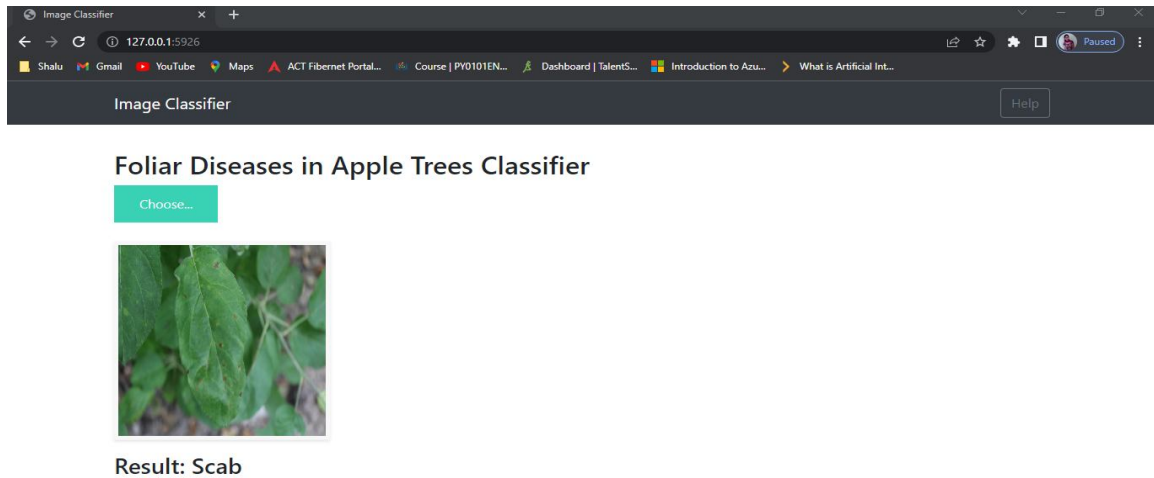 Image Classifier
127.0.0.1:5926
Paused
Shalu Gmail YouTube Maps ACT Fibernet Portal... Course | PY0101EN... Dashboard | TalentS... Introduction to Azu... What is Artificial Int...
Image Classifier Help
Foliar Diseases in Apple Trees Classifier
Choose...
Result: Scab